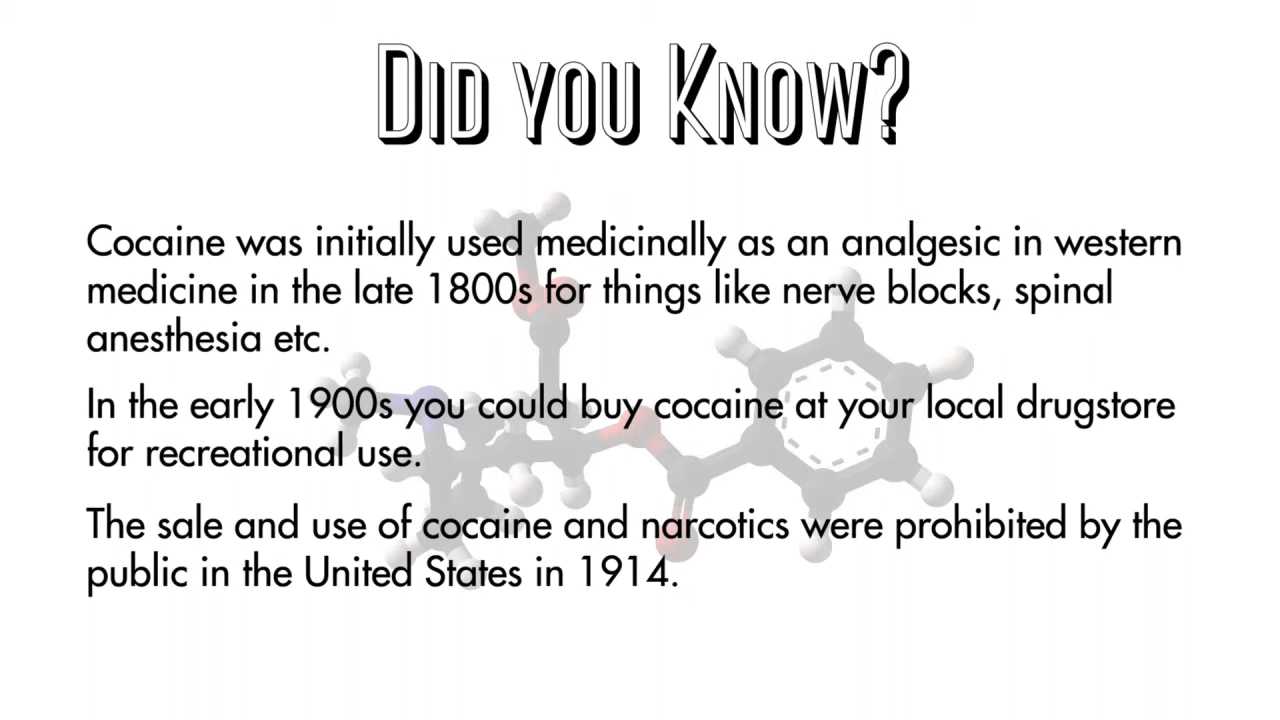 Did you Know?
Cocaine was initially used medicinally as an analgesic in western
medicine in the late 1800s for things like nerve blocks, spinal
anesthesia etc.
In the early 1900s you could buy cocaine at your local drugstore
for recreational use.
The sale and use of cocaine and narcotics were prohibited by the
public in the United States in 1914.